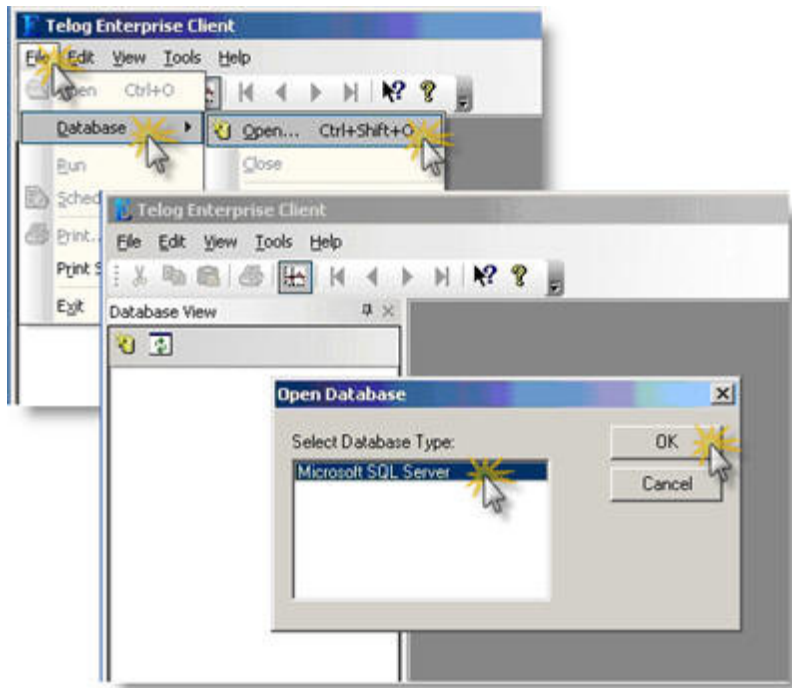 Telog Enterprise Client
File Edit View Tools Help
Open Ctrl+O
Database
Open... Ctrl+Shift+O
Run
Close
Sched
Print...
Print S
Exit
Telog Enterprise Client
File Edit View Tools Help
Database View
Open Database
Select Database Type:
Microsoft SQL Server
OK
Cancel